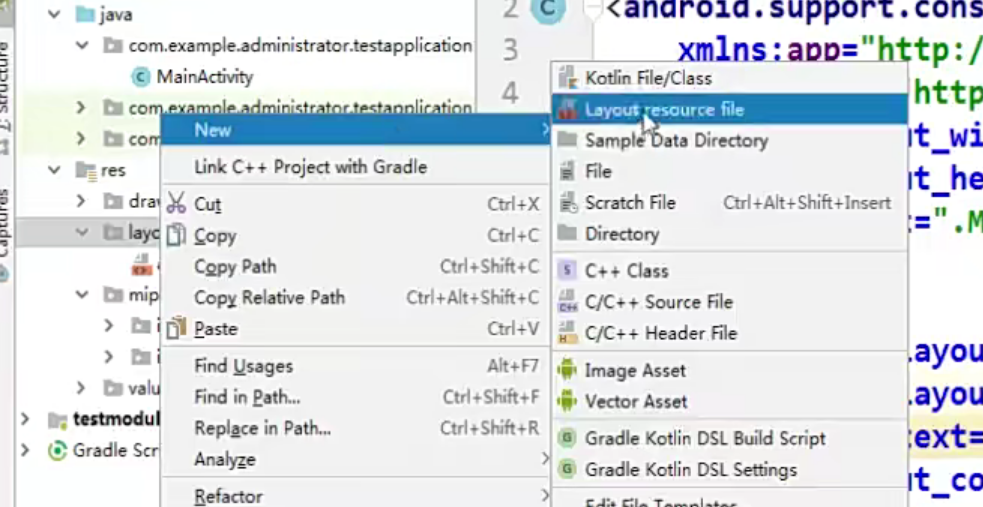 java
com.example.administrator.testapplication
MainActivity
com.example.administrator.testapplication
com
res
drav
layo
mip
valu
testmodul
Gradle Scr
Captures
Structure
New
Link C++ Project with Gradle
Cut Ctrl+X
Copy Ctrl+C
Copy Path Ctrl+Shift+C
Copy Relative Path Ctrl+Alt+Shift+C
Paste Ctrl+V
Find Usages Alt+F7
Find in Path... Ctrl+Shift+F
Replace in Path... Ctrl+Shift+R
Analyze
Refactor
Kotlin File/Class
Layout resource file
Sample Data Directory
File
Scratch File Ctrl+Alt+Shift+Insert
Directory
C++ Class
C/C++ Source File
C/C++ Header File
Image Asset
Vector Asset
Gradle Kotlin DSL Build Script
Gradle Kotlin DSL Settings
Edit File Templates
2 <android.support.cons
3 xmlns:app="http:/
4 http
ut_wi
ut_he
t=".M
Layou
Layou
text=
ut_co